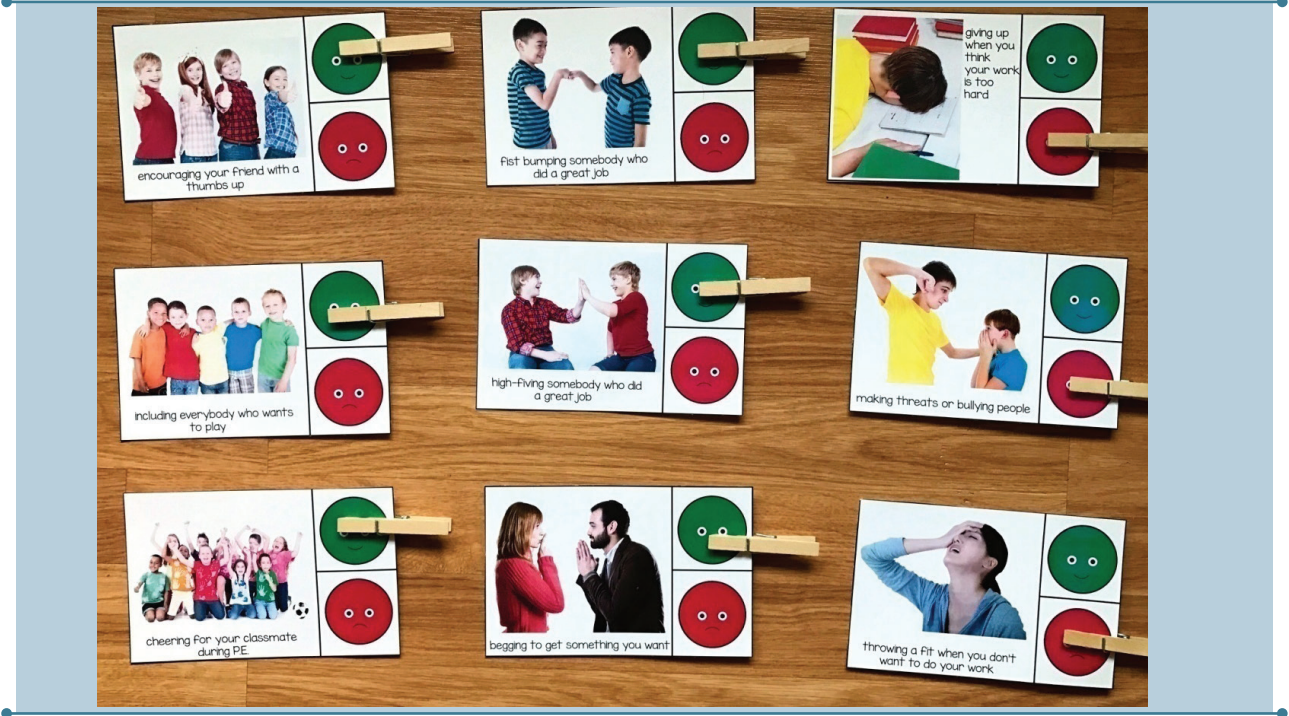 encouraging your friend with a
thumbs up
fist bumping somebody who
did a great job
giving up
when you
think
your work
is too
hard
including everybody who wants
to play
high-fiving somebody who did
a great job
making threats or bullying people
cheering for your classmate
during P.E.
begging to get something you want
throwing a fit when you don't
want to do your work